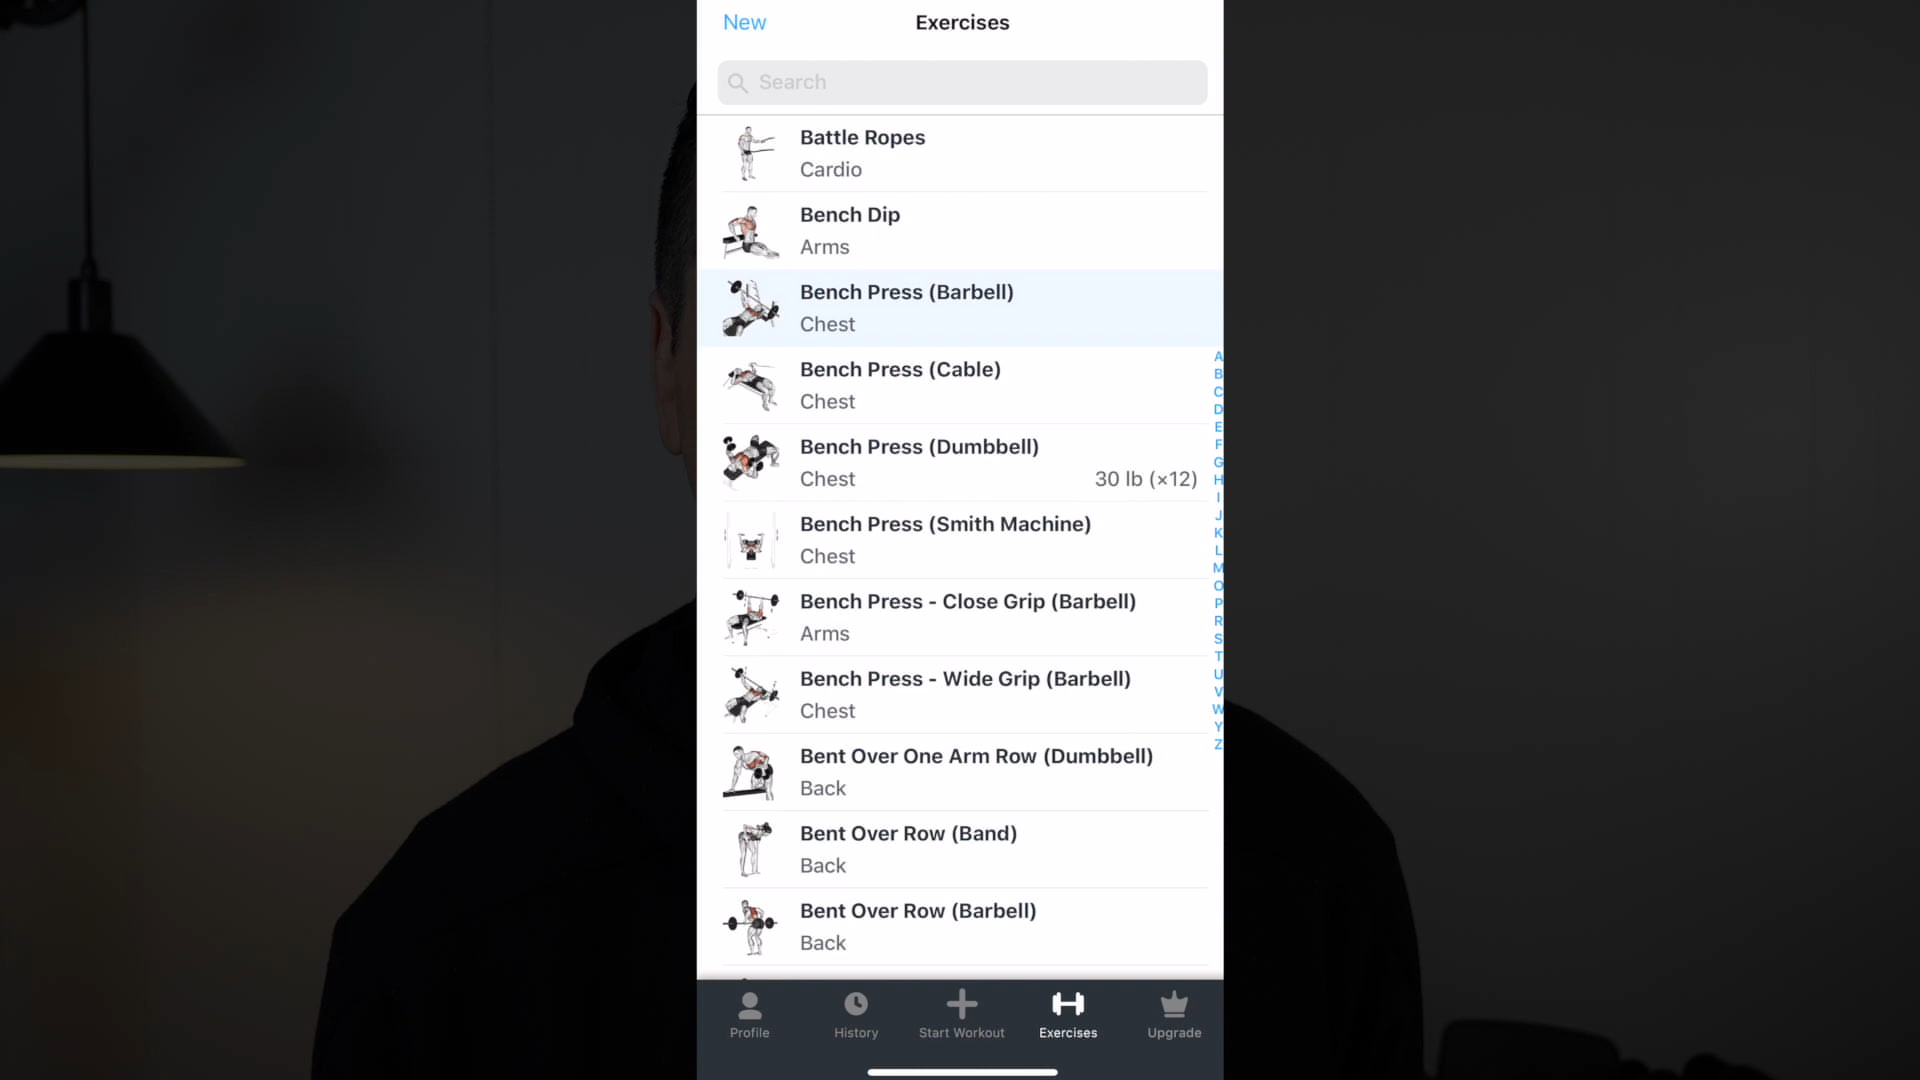 New
Exercises
Search
Battle Ropes
Cardio
Bench Dip
Arms
Bench Press (Barbell)
Chest
Bench Press (Cable)
Chest
Bench Press (Dumbbell)
Chest
30 lb (×12)
Bench Press (Smith Machine)
Chest
Bench Press - Close Grip (Barbell)
Arms
Bench Press - Wide Grip (Barbell)
Chest
Bent Over One Arm Row (Dumbbell)
Back
Bent Over Row (Band)
Back
Bent Over Row (Barbell)
Back
A
B
C
D
E
F
G
H
I
J
K
L
M
O
P
R
S
T
U
V
W
Y
Z
Profile
History
Start Workout
Exercises
Upgrade